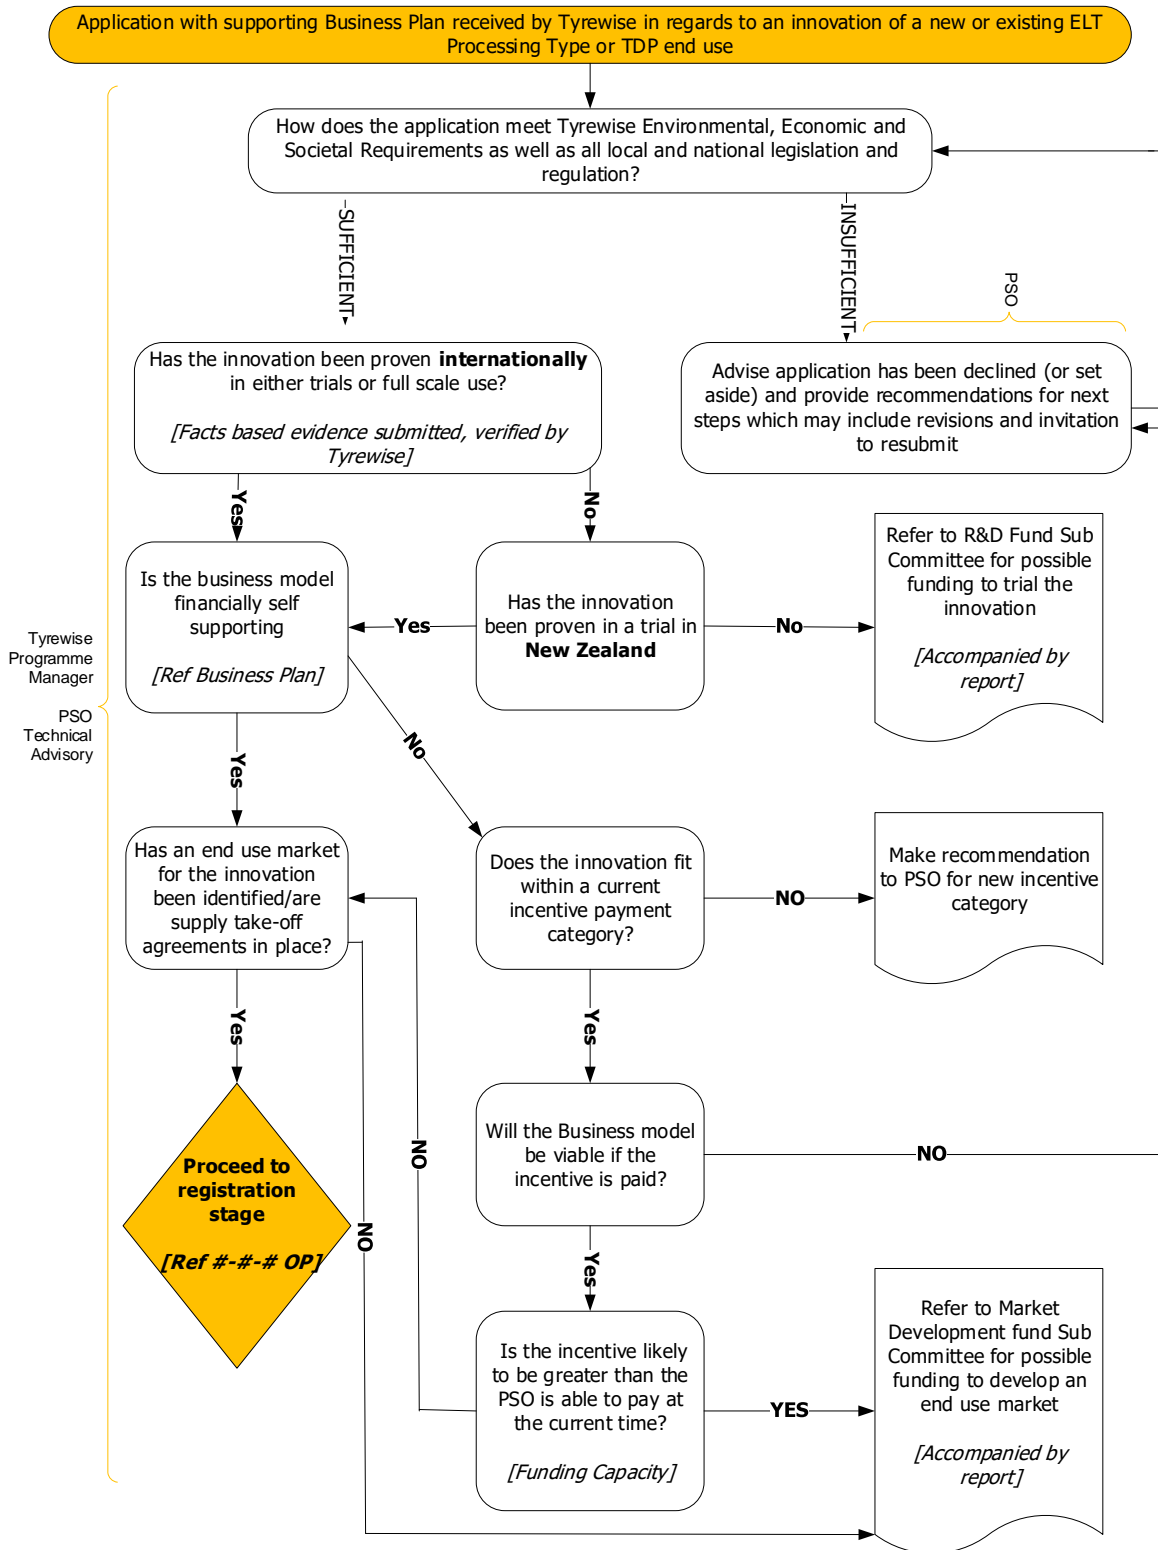 Application with supporting Business Plan received by Tyrewise in regards to an innovation of a new or existing ELT
Processing Type or TDP end use
How does the application meet Tyrewise Environmental, Economic and
Societal Requirements as well as all local and national legislation and
regulation?
SUFFICIENT
INSUFFICIENT
PSO
Has the innovation been proven internationally
in either trials or full scale use?
[Facts based evidence submitted, verified by
Tyrewise]
Advise application has been declined (or set
aside) and provide recommendations for next
steps which may include revisions and invitation
to resubmit
Yes
No
Is the business model
financially self
supporting
[Ref Business Plan]
Yes
Has the innovation
been proven in a trial in
New Zealand
No
Refer to R&D Fund Sub
Committee for possible
funding to trial the
innovation
[Accompanied by
report]
Tyrewise
Programme
Manager
PSO
Technical
Advisory
Yes
No
Has an end use market
for the innovation
been identified/are
supply take-off
agreements in place?
Does the innovation fit
within a current
incentive payment
category?
NO
Make recommendation
to PSO for new incentive
category
Yes
Yes
Proceed to
registration
stage
[Ref #-#-# OP]
NO
NO
Will the Business model
be viable if the
incentive is paid?
NO
Yes
Is the incentive likely
to be greater than the
PSO is able to pay at
the current time?
[Funding Capacity]
YES
Refer to Market
Development fund Sub
Committee for possible
funding to develop an
end use market
[Accompanied by
report]